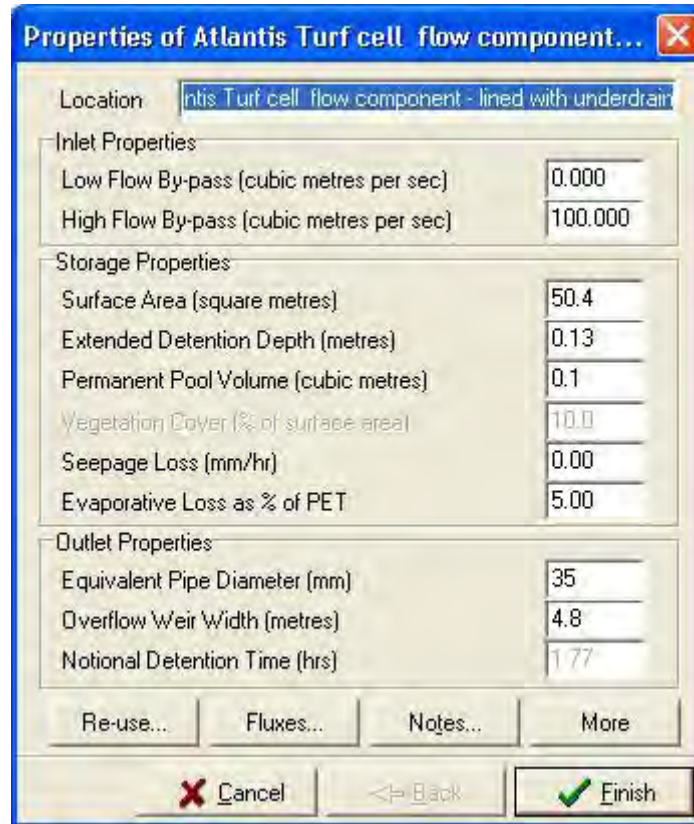 Properties of Atlantis Turf cell flow component...
Location ntis Turf cell flow component - lined with underdrain
Inlet Properties
Low Flow By-pass (cubic metres per sec) 0.000
High Flow By-pass (cubic metres per sec) 100.000
Storage Properties
Surface Area (square metres) 50.4
Extended Detention Depth (metres) 0.13
Permanent Pool Volume (cubic metres) 0.1
Vegetation Cover (% of surface area) 10.0
Seepage Loss (mm/hr) 0.00
Evaporative Loss as % of PET 5.00
Outlet Properties
Equivalent Pipe Diameter (mm) 35
Overflow Weir Width (metres) 4.8
Notional Detention Time (hrs) 1.77
Re-use... Fluxes... Notes... More
Cancel <= Back Finish